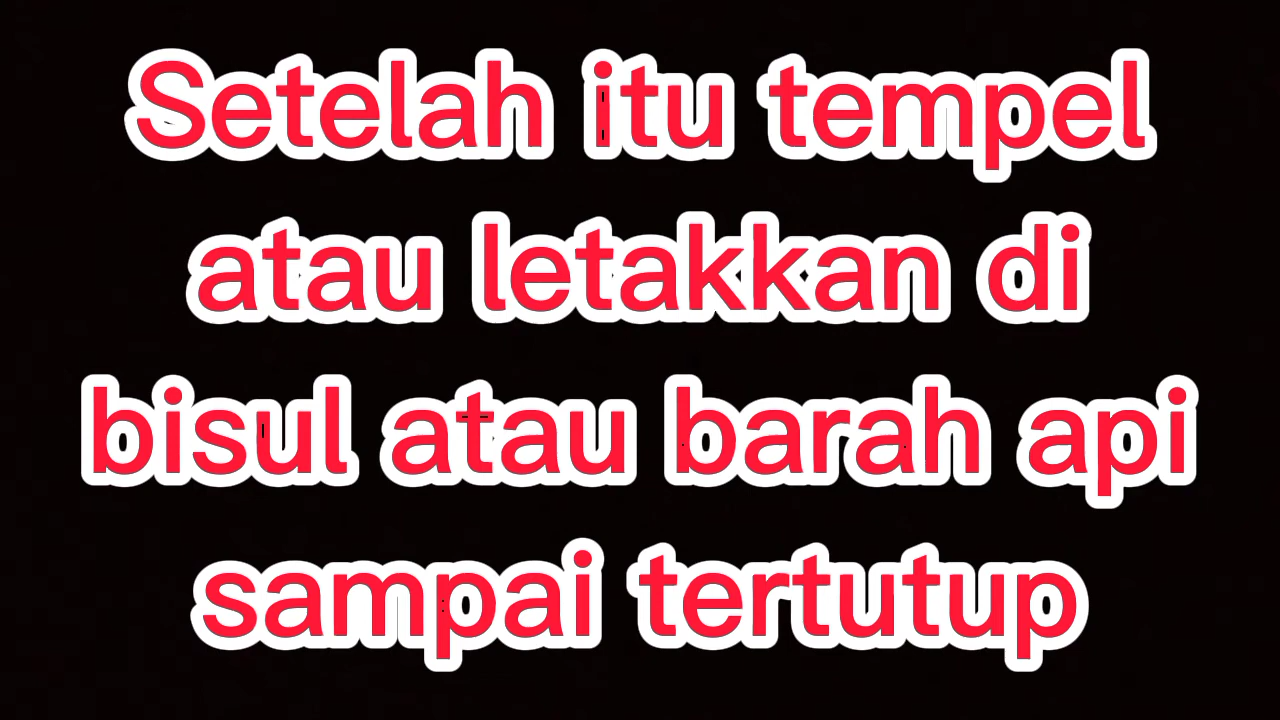 Setelah itu tempel
atau letakkan di
bisul atau barah api
sampai tertutup